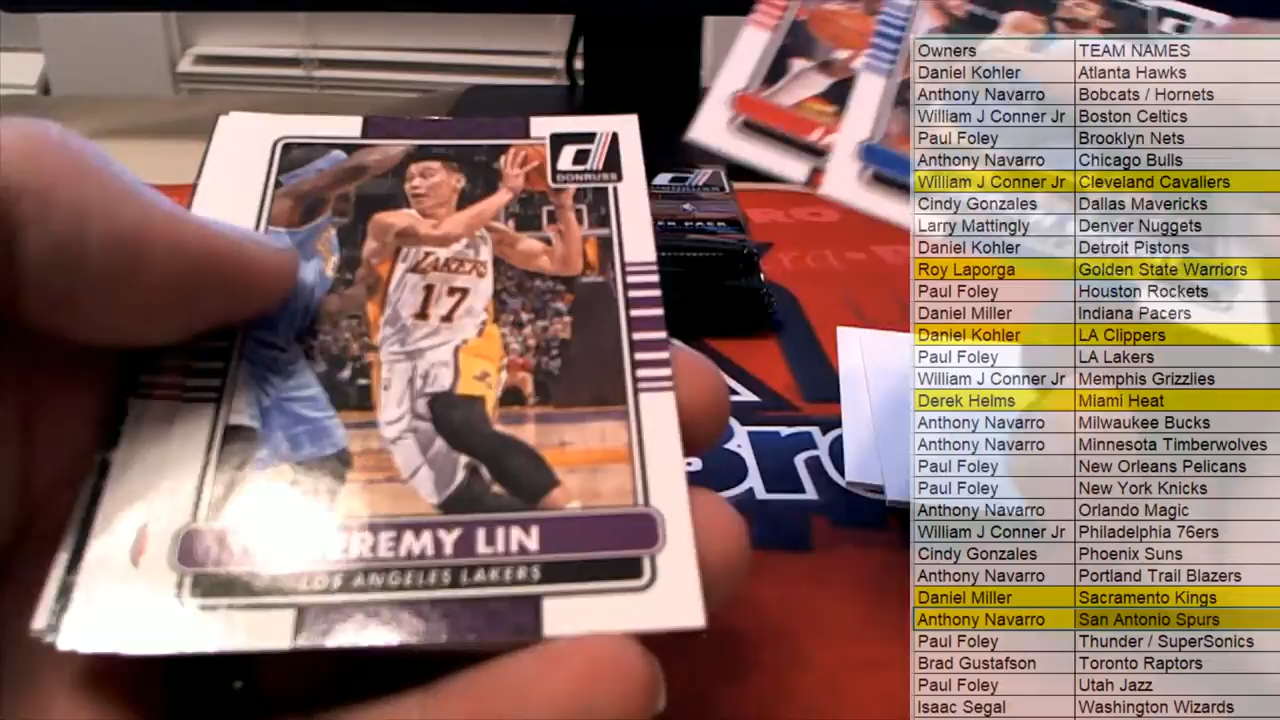 DONRUSS
LAKERS
17
LIN
LOS ANGELES LAKERS
Owners TEAM NAMES
Daniel Kohler Atlanta Hawks
Anthony Navarro Bobcats / Hornets
William J Conner Jr Boston Celtics
Paul Foley Brooklyn Nets
Anthony Navarro Chicago Bulls
William J Conner Jr Cleveland Cavaliers
Cindy Gonzales Dallas Mavericks
Larry Mattingly Denver Nuggets
Daniel Kohler Detroit Pistons
Roy Laporga Golden State Warriors
Paul Foley Houston Rockets
Daniel Miller Indiana Pacers
Daniel Kohler LA Clippers
Paul Foley LA Lakers
William J Conner Jr Memphis Grizzlies
Derek Helms Miami Heat
Anthony Navarro Milwaukee Bucks
Anthony Navarro Minnesota Timberwolves
Paul Foley New Orleans Pelicans
Paul Foley New York Knicks
Anthony Navarro Orlando Magic
William J Conner Jr Philadelphia 76ers
Cindy Gonzales Phoenix Suns
Anthony Navarro Portland Trail Blazers
Daniel Miller Sacramento Kings
Anthony Navarro San Antonio Spurs
Paul Foley Thunder / SuperSonics
Brad Gustafson Toronto Raptors
Paul Foley Utah Jazz
Isaac Segal Washington Wizards